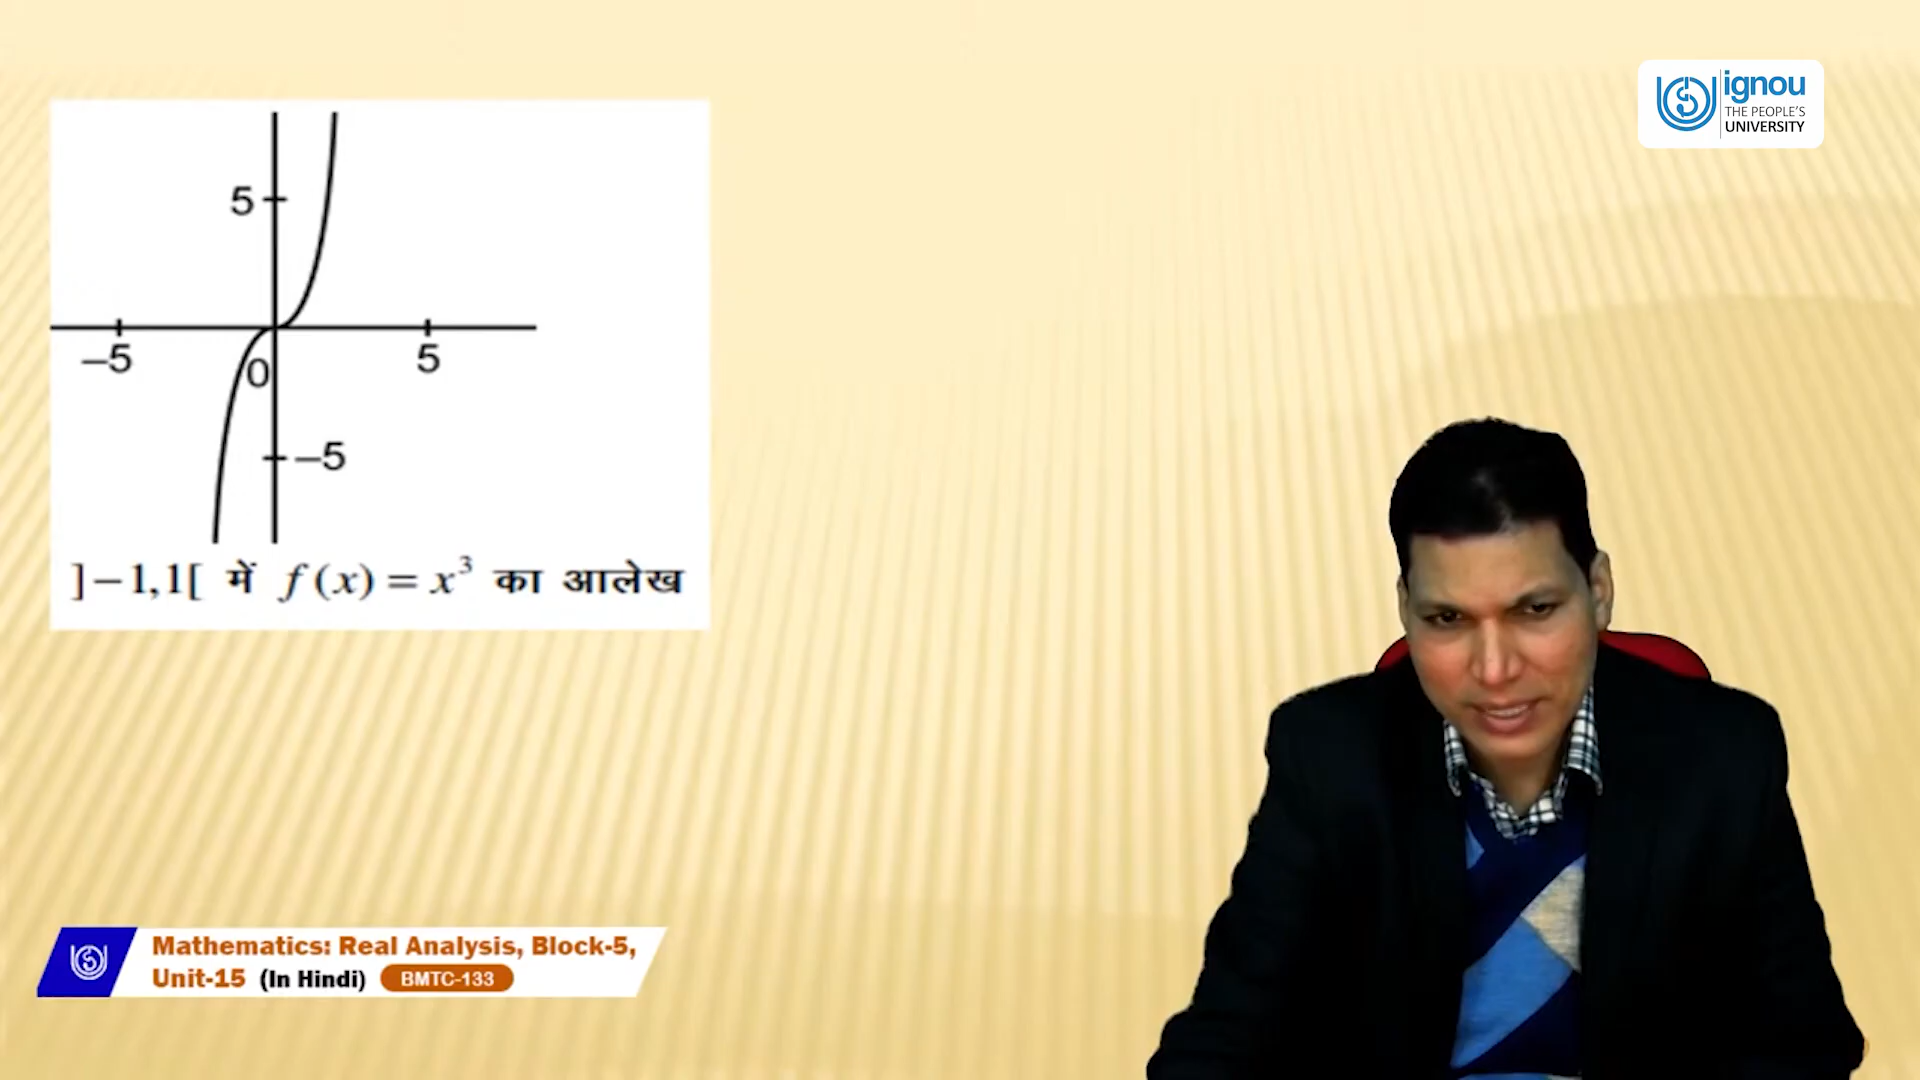 ignou
THE PEOPLE'S
UNIVERSITY
5
−5
0
5
−5
]−1,1[ में f(x) = x³ का आलेख
Mathematics: Real Analysis, Block-5,
Unit-15 (In Hindi) BMTC-133